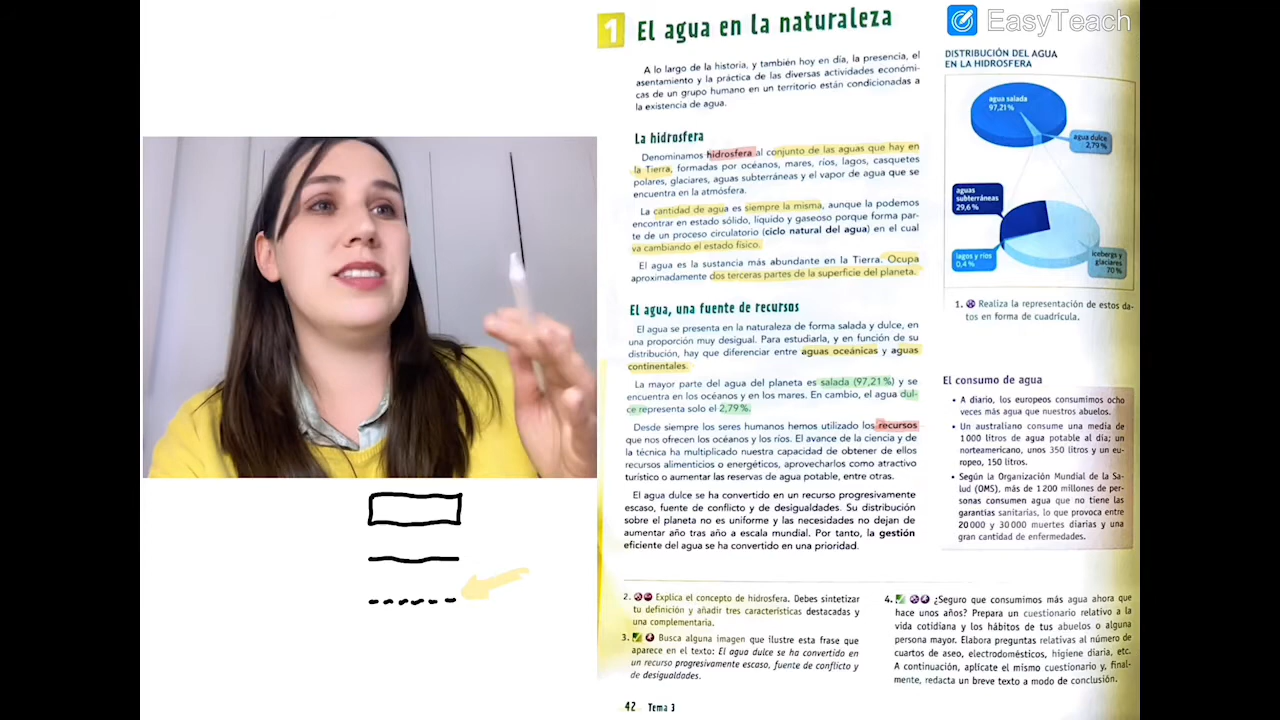 1 El agua en la naturaleza
A lo largo de la historia, y también hoy en día, la presencia, el
asentamiento y la práctica de las diversas actividades económi-
cas de un grupo humano en un territorio están condicionadas a
la existencia de agua.
La hidrosfera
Denominamos hidrosfera al conjunto de las aguas que hay en
la Tierra, formadas por océanos, mares, ríos, lagos, casquetes
polares, glaciares, aguas subterráneas y el vapor de agua que se
encuentra en la atmósfera.
La cantidad de agua es siempre la misma, aunque la podemos
encontrar en estado sólido, líquido y gaseoso porque forma par-
te de un proceso circulatorio (ciclo natural del agua) en el cual
va cambiando el estado físico.
El agua es la sustancia más abundante en la Tierra. Ocupa
aproximadamente dos terceras partes de la superficie del planeta.
El agua, una fuente de recursos
El agua se presenta en la naturaleza de forma salada y dulce, en
una proporción muy desigual. Para estudiarla, y en función de su
distribución, hay que diferenciar entre aguas oceánicas y aguas
continentales.
La mayor parte del agua del planeta es salada (97,21%) y se
encuentra en los océanos y en los mares. En cambio, el agua dul-
ce representa solo el 2,79%.
Desde siempre los seres humanos hemos utilizado los recursos
que nos ofrecen los océanos y los ríos. El avance de la ciencia y de
la técnica ha multiplicado nuestra capacidad de obtener de ellos
recursos alimenticios o energéticos, aprovecharlos como atractivo
turístico o aumentar las reservas de agua potable, entre otras.
El agua dulce se ha convertido en un recurso progresivamente
escaso, fuente de conflicto y de desigualdades. Su distribución
sobre el planeta no es uniforme y las necesidades no dejan de
aumentar año tras año a escala mundial. Por tanto, la gestión
eficiente del agua se ha convertido en una prioridad.
EasyTeach
DISTRIBUCIÓN DEL AGUA
EN LA HIDROSFERA
agua salada
97,21%
agua dulce
2,79%
aguas
subterráneas
29,6%
lagos y ríos
0,4%
icebergs y
glaciares
70%
1. Realiza la representación de estos da-
tos en forma de cuadrícula.
El consumo de agua
• A diario, los europeos consumimos ocho
veces más agua que nuestros abuelos.
• Un australiano consume una media de
1 000 litros de agua potable al día; un
norteamericano, unos 350 litros y un eu-
ropeo, 150 litros.
• Según la Organización Mundial de la Sa-
lud (OMS), más de 1 200 millones de per-
sonas consumen agua que no tiene las
garantías sanitarias, lo que provoca entre
20 000 y 30 000 muertes diarias y una
gran cantidad de enfermedades.
2. Explica el concepto de hidrosfera. Debes sintetizar
tu definición y añadir tres características destacadas y
una complementaria.
3. Busca alguna imagen que ilustre esta frase que
aparece en el texto: El agua dulce se ha convertido en
un recurso progresivamente escaso, fuente de conflicto y
de desigualdades.
4. ¿Seguro que consumimos más agua ahora que
hace unos años? Prepara un cuestionario relativo a la
vida cotidiana y los hábitos de tus abuelos o alguna
persona mayor. Elabora preguntas relativas al número de
cuartos de aseo, electrodomésticos, higiene diaria, etc.
A continuación, aplícate el mismo cuestionario y, final-
mente, redacta un breve texto a modo de conclusión.
42 Tema 3